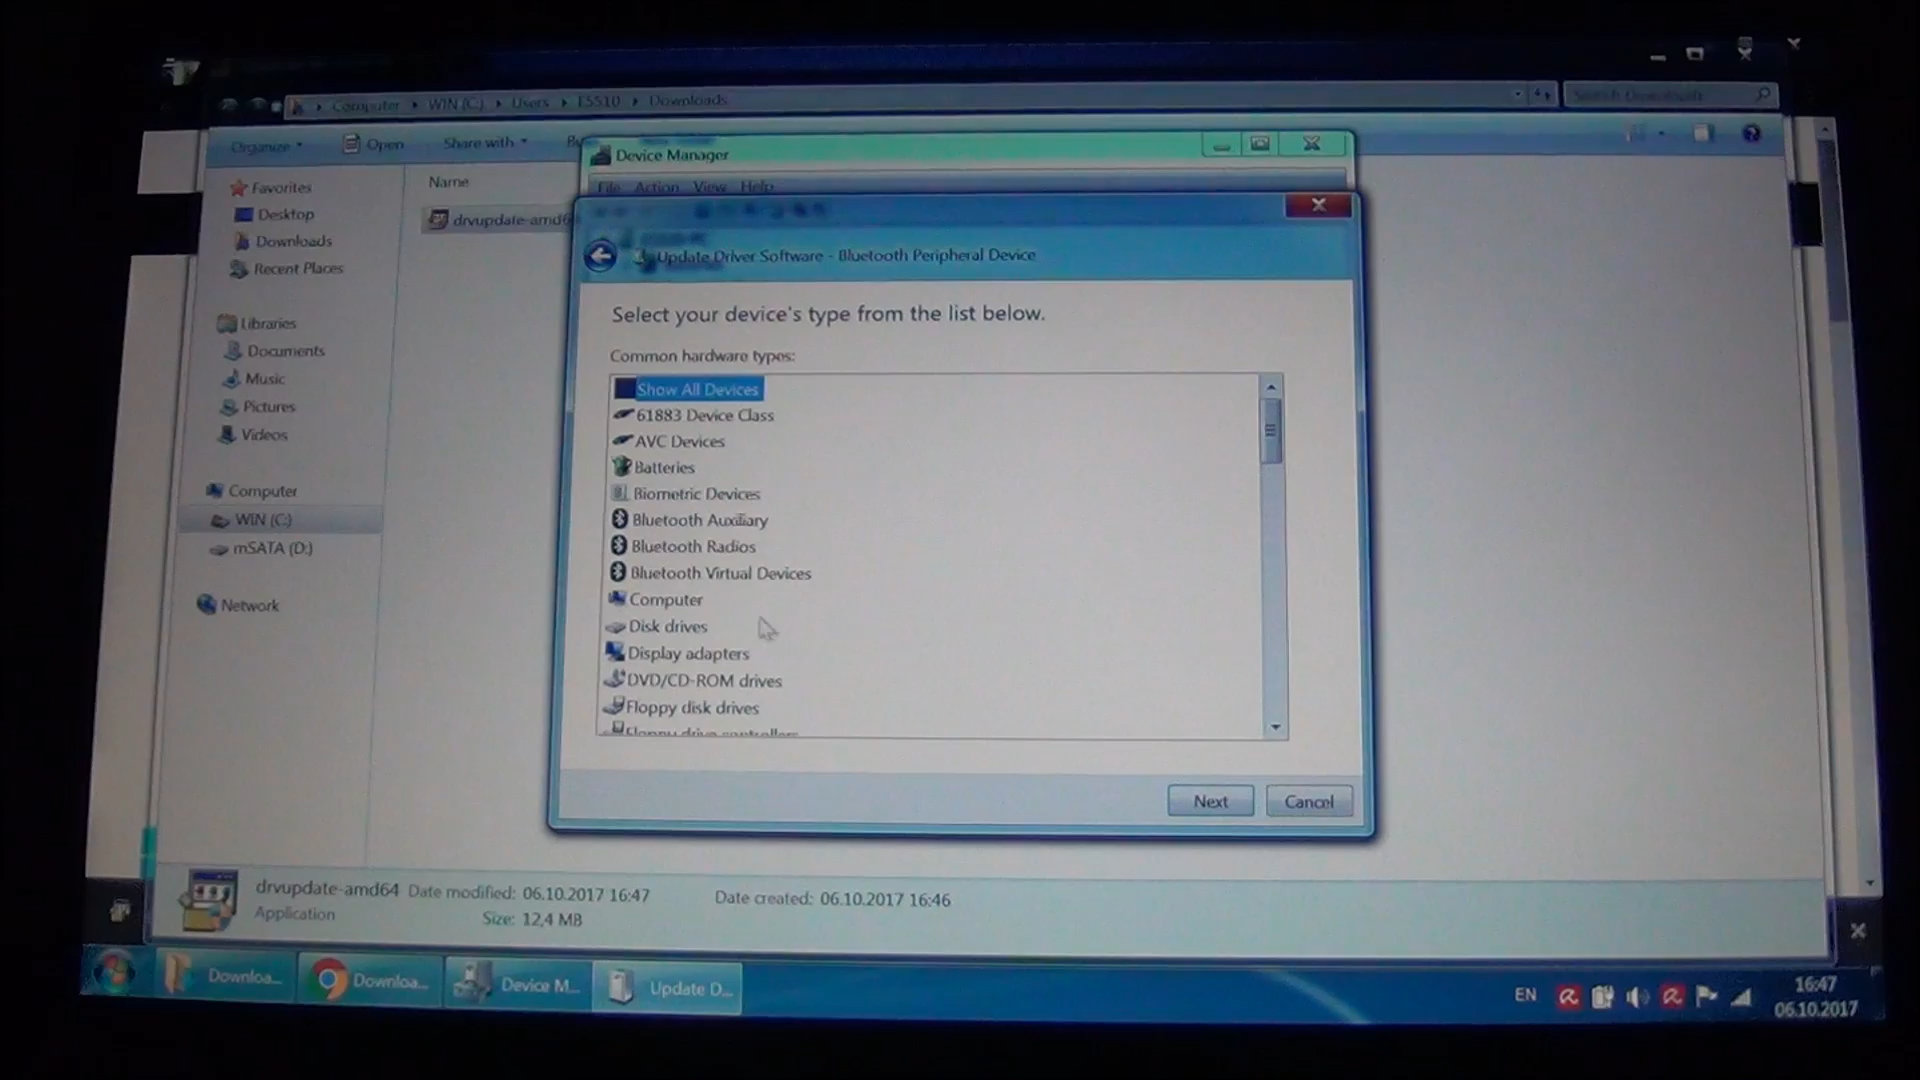 Computer ▸ WIN (C:) ▸ Users ▸ E5510 ▸ Downloads
Search Downloads
Organize
Open
Share with
Device Manager
File Action View Help
Name
drvupdate-amd6
Favorites
Desktop
Downloads
Recent Places
Libraries
Documents
Music
Pictures
Videos
Computer
WIN (C:)
mSATA (D:)
Network
Update Driver Software - Bluetooth Peripheral Device
Select your device's type from the list below.
Common hardware types:
Show All Devices
61883 Device Class
AVC Devices
Batteries
Biometric Devices
Bluetooth Auxiliary
Bluetooth Radios
Bluetooth Virtual Devices
Computer
Disk drives
Display adapters
DVD/CD-ROM drives
Floppy disk drives
Floppy drive controllers
Next
Cancel
drvupdate-amd64 Date modified: 06.10.2017 16:47
Date created: 06.10.2017 16:46
Application
Size: 12,4 MB
Downloa...
Downloa...
Device M...
Update D...
EN
16:47
06.10.2017